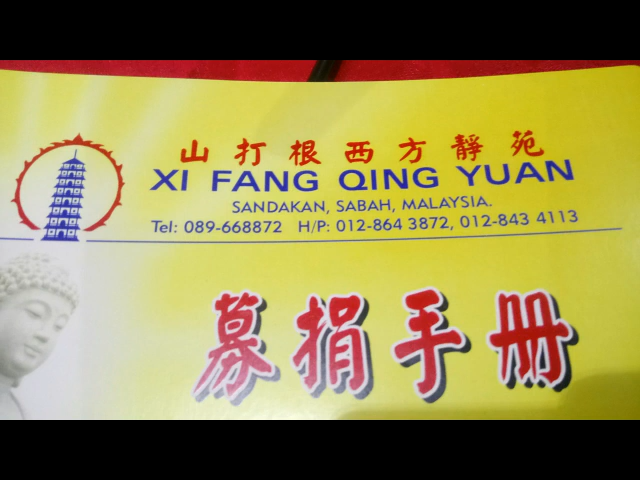 山打根西方靜苑
XI FANG QING YUAN
SANDAKAN, SABAH, MALAYSIA.
Tel: 089-668872 H/P: 012-864 3872, 012-843 4113
募捐手册